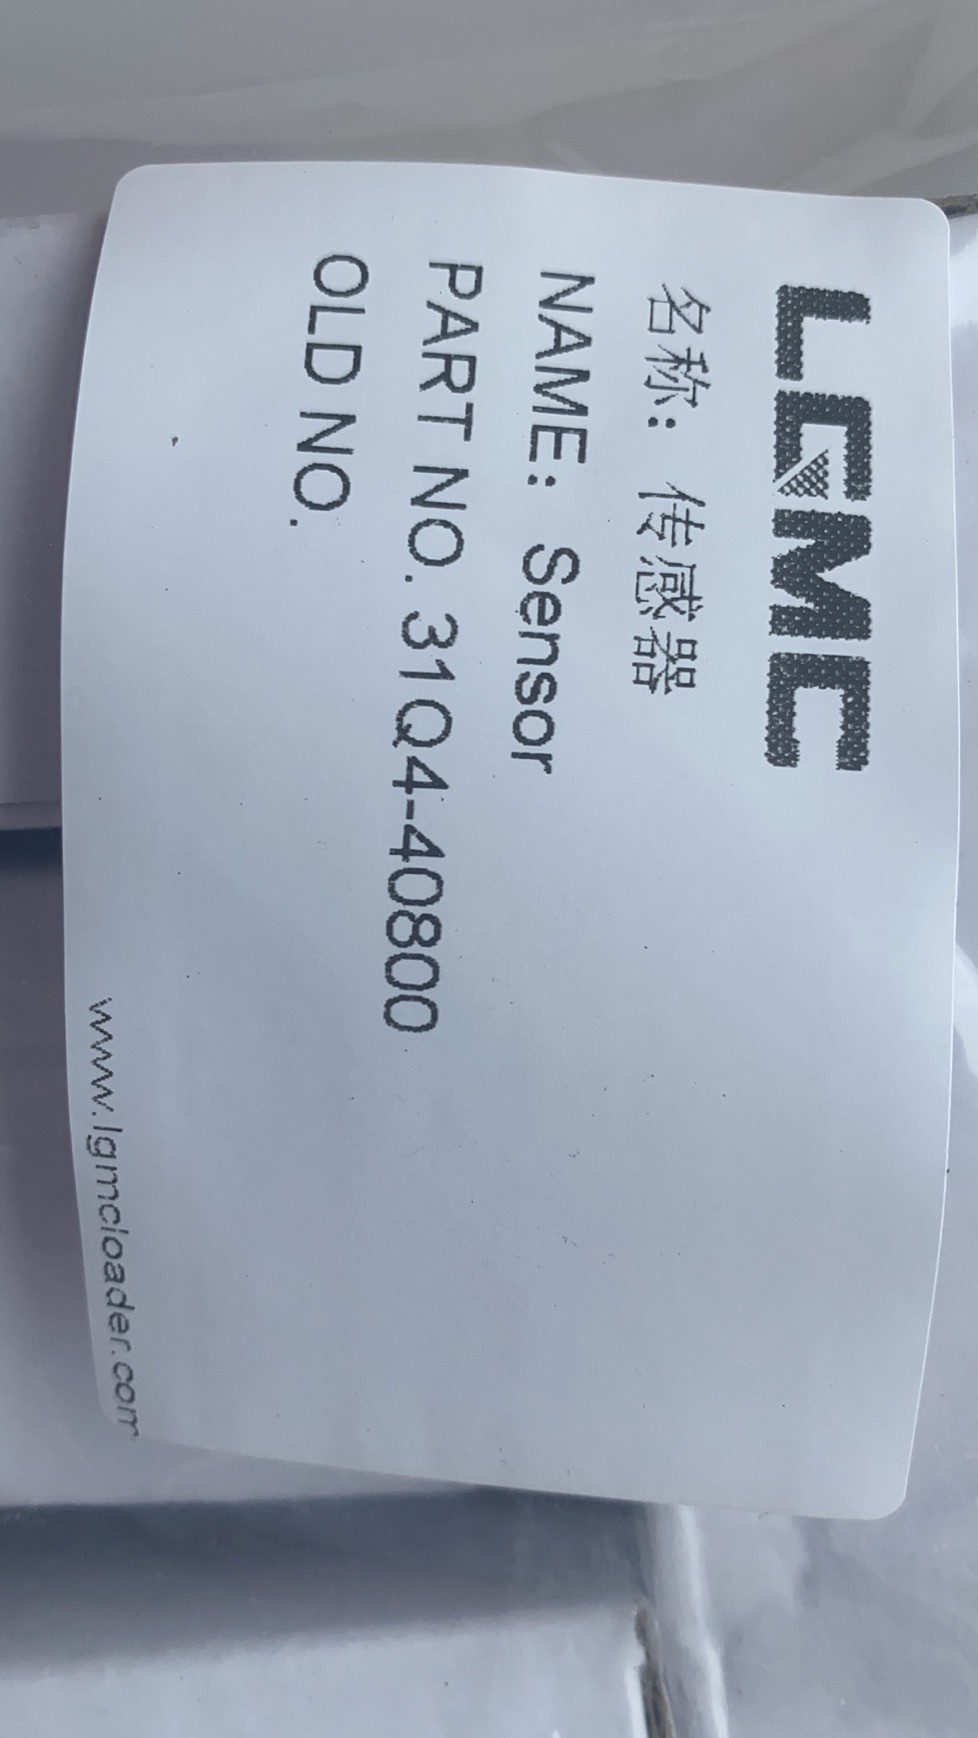 LGMC
名称：传感器
NAME: Sensor
PART NO. 31Q4-40800
OLD NO.
www.lgmcloader.com